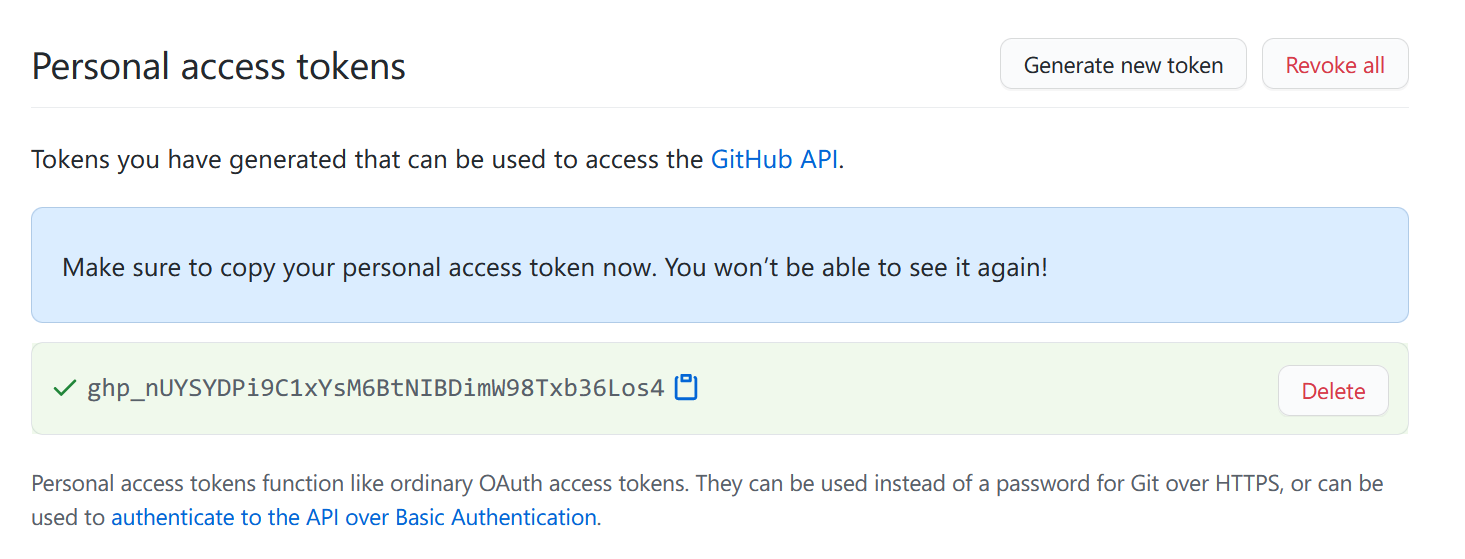 Personal access tokens
Generate new token
Revoke all
Tokens you have generated that can be used to access the GitHub API.
Make sure to copy your personal access token now. You won’t be able to see it again!
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
Delete
Personal access tokens function like ordinary OAuth access tokens. They can be used instead of a password for Git over HTTPS, or can be
used to authenticate to the API over Basic Authentication.